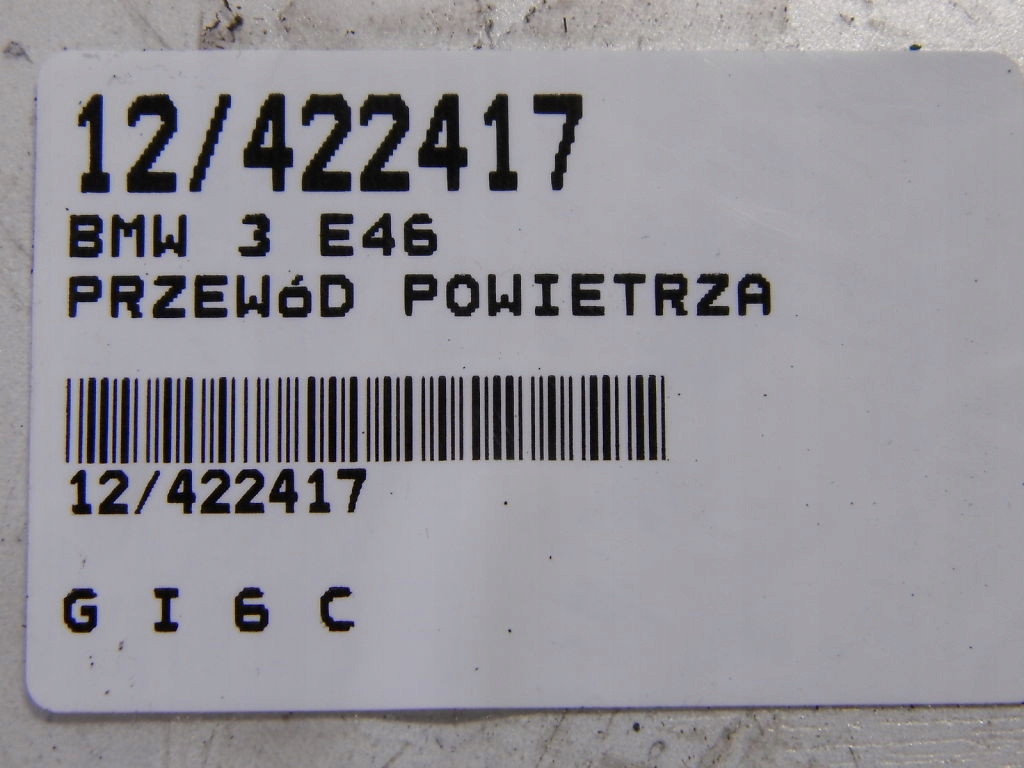 12/422417
BMW 3 E46
PRZEWóD POWIETRZA
12/422417
G I 6 C